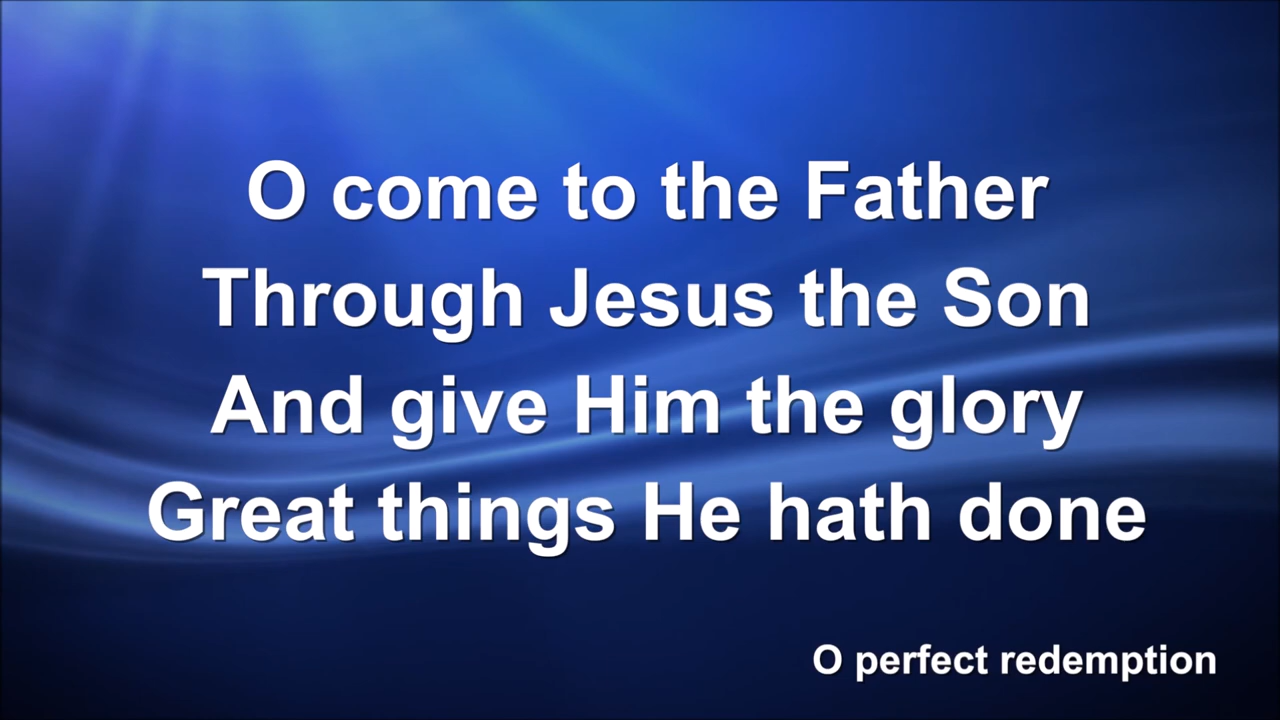 O come to the Father
Through Jesus the Son
And give Him the glory
Great things He hath done
O perfect redemption